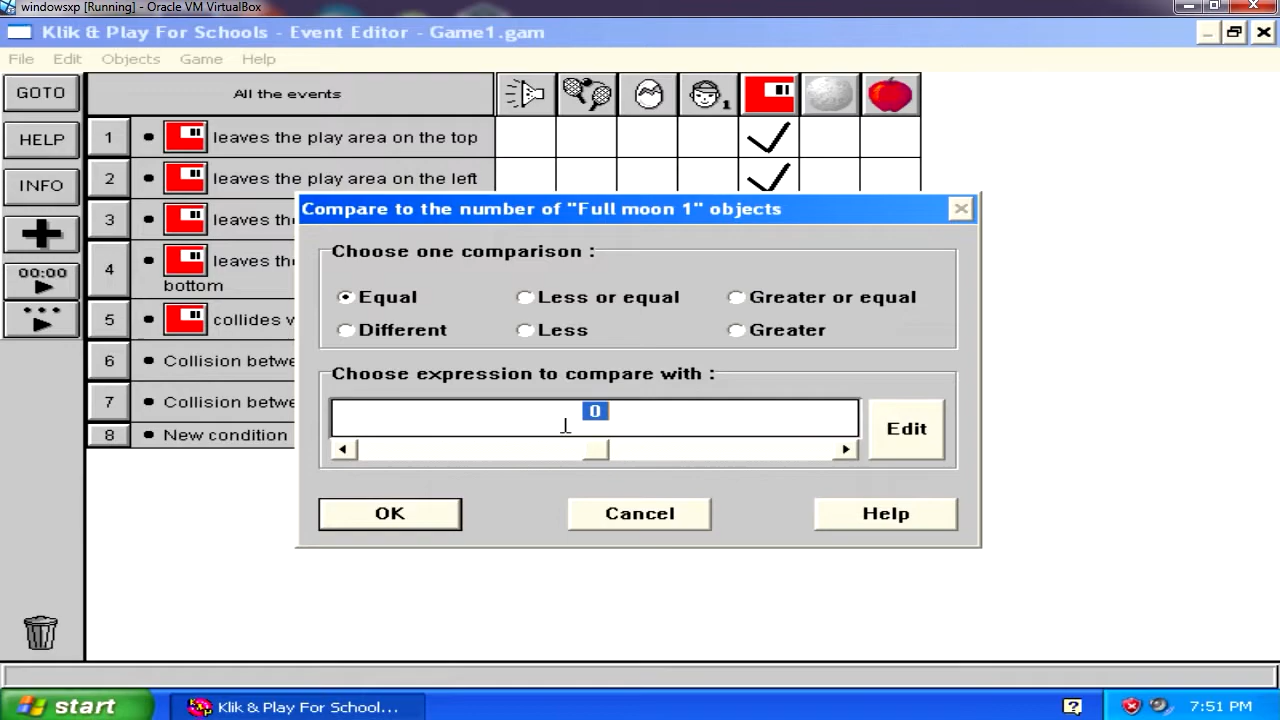 windowsxp [Running] - Oracle VM VirtualBox
Klik & Play For Schools - Event Editor - Game1.gam
File Edit Objects Game Help
GOTO
All the events
1
HELP
1 • leaves the play area on the top
INFO
2 • leaves the play area on the left
Compare to the number of "Full moon 1" objects
3 • leaves the
Choose one comparison :
00:00
4 • leaves the
bottom
Equal Less or equal Greater or equal
5 • collides
Different Less Greater
6 • Collision betwe
Choose expression to compare with :
7 • Collision betwe
0
Edit
8 • New condition
OK Cancel Help
start
Klik & Play For School...
7:51 PM